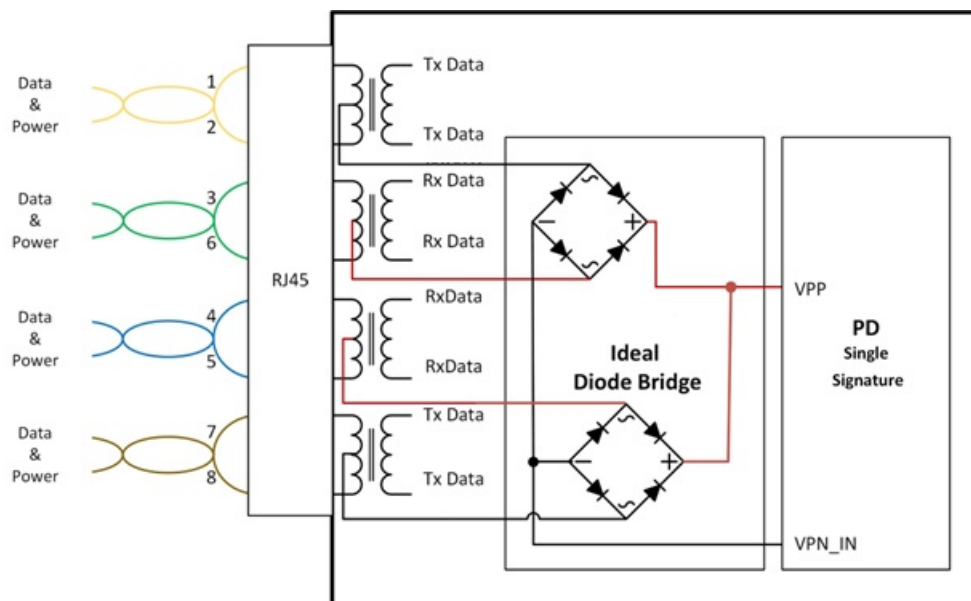 Data
&
Power
1
2
Data
&
Power
3
6
Data
&
Power
4
5
Data
&
Power
7
8
RJ45
Tx Data
Tx Data
Rx Data
Rx Data
RxData
RxData
Tx Data
Tx Data
~
−
+
~
Ideal
Diode Bridge
~
−
+
~
VPP
PD
Single
Signature
VPN_IN